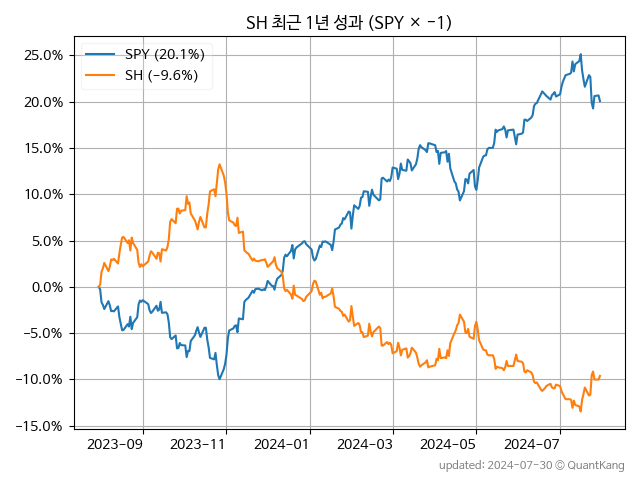 SH 최근 1년 성과 (SPY × −1)
SPY (20.1%)
SH (−9.6%)
25.0%
20.0%
15.0%
10.0%
5.0%
0.0%
−5.0%
−10.0%
−15.0%
2023-09 2023-11 2024-01 2024-03 2024-05 2024-07
updated: 2024-07-30 © QuantKang